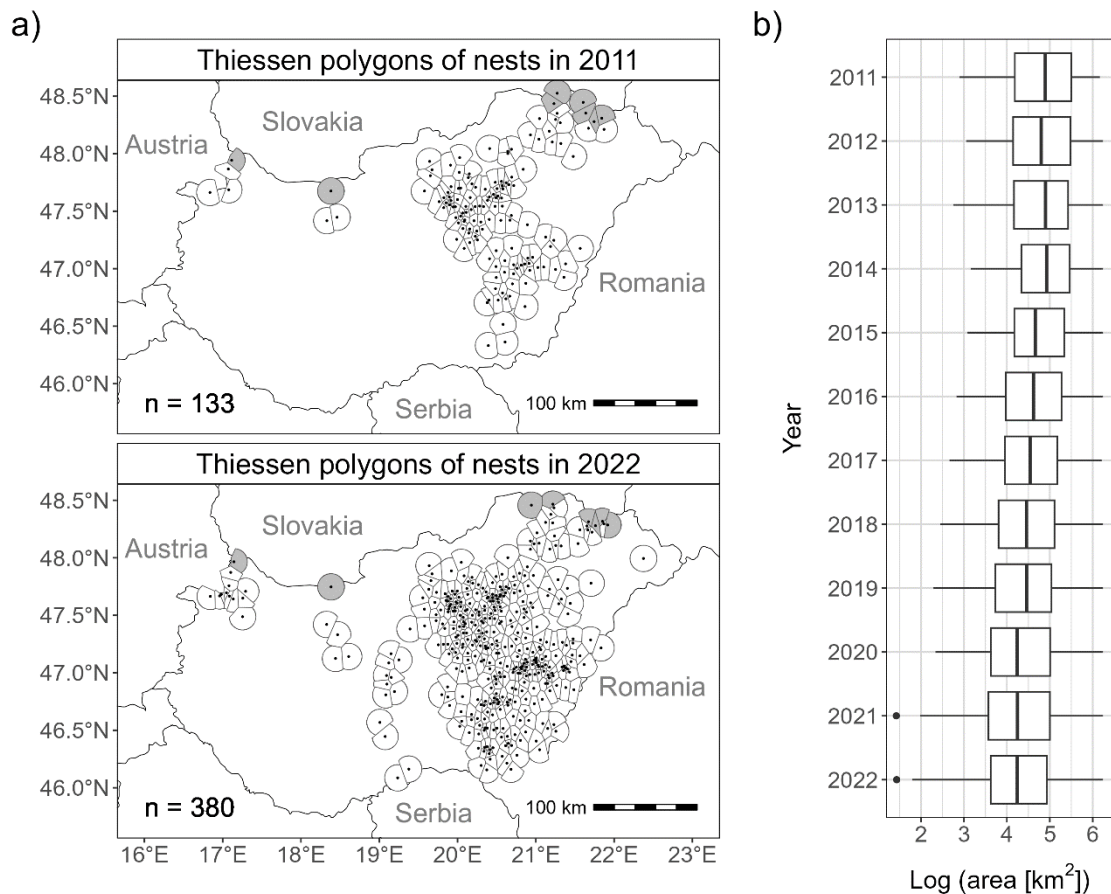 a)
Thiessen polygons of nests in 2011
48.5°N
48.0°N
47.5°N
47.0°N
46.5°N
46.0°N
Austria
Slovakia
Romania
Serbia
n = 133
100 km
Thiessen polygons of nests in 2022
48.5°N
48.0°N
47.5°N
47.0°N
46.5°N
46.0°N
Austria
Slovakia
Romania
Serbia
n = 380
100 km
16°E 17°E 18°E 19°E 20°E 21°E 22°E 23°E
b)
Year
2011
2012
2013
2014
2015
2016
2017
2018
2019
2020
2021
2022
2 3 4 5 6
Log (area [km²])